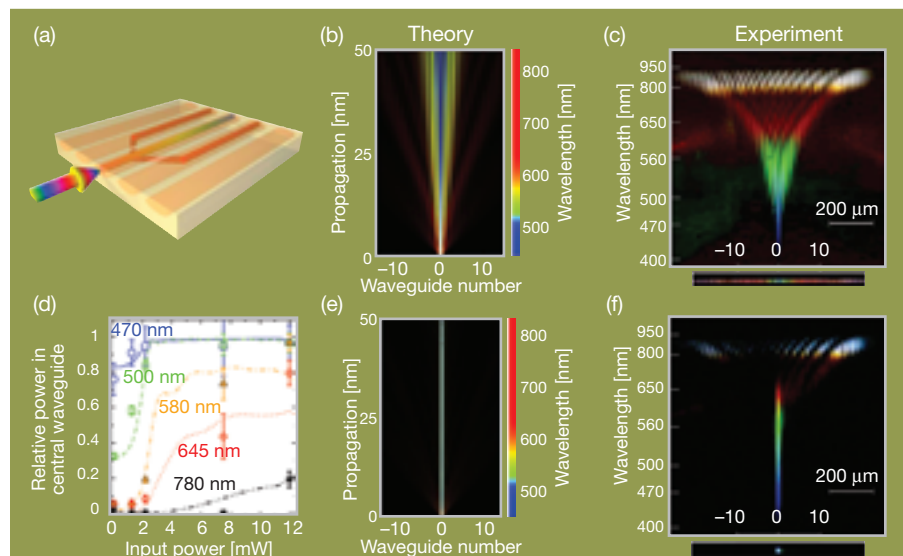 (a)
(b)
Theory
Propagation [nm]
50
25
0
−10 0 10
Waveguide number
Wavelength [nm]
800
700
600
500
(c)
Experiment
Wavelength [nm]
950
800
650
560
500
470
400
−10 0 10
200 μm
(d)
Relative power in
central waveguide
1
0.8
0.6
0.4
0.2
0
470 nm
500 nm
580 nm
645 nm
780 nm
0 2 4 6 8 10 12
Input power [mW]
(e)
Propagation [nm]
50
25
0
−10 0 10
Waveguide number
Wavelength [nm]
800
700
600
500
(f)
Wavelength [nm]
950
800
650
560
500
470
400
−10 0 10
200 μm